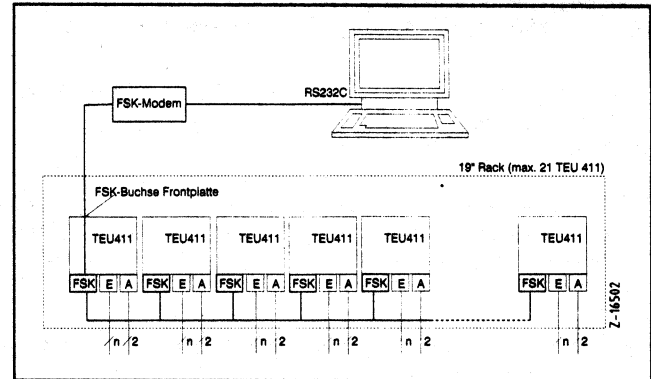 RS232C
FSK-Modem
19" Rack (max. 21 TEU 411)
FSK-Buchse Frontplatte
TEU411 TEU411 TEU411 TEU411 TEU411 TEU411
FSK E A FSK E A FSK E A FSK E A FSK E A FSK E A
n 2 n 2 n 2 n 2 n 2 n 2
Z-16502